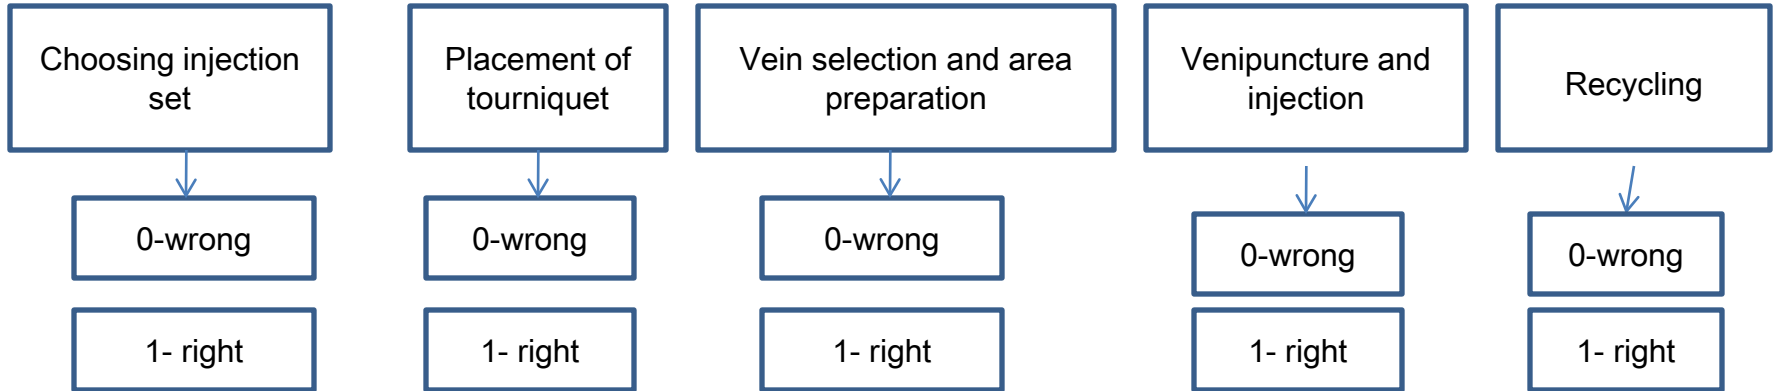 Choosing injection
set
Placement of
tourniquet
Vein selection and area
preparation
Venipuncture and
injection
Recycling
0-wrong
0-wrong
0-wrong
0-wrong
0-wrong
1- right
1- right
1- right
1- right
1- right